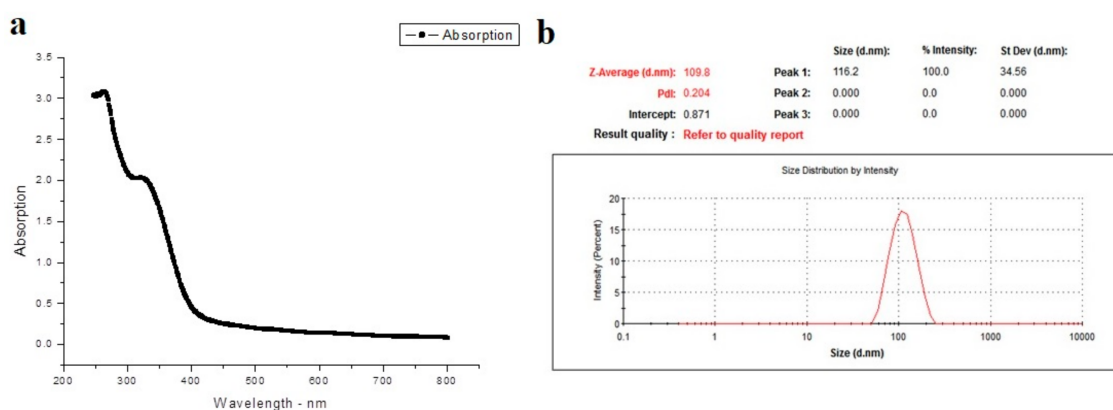 a
Absorption
3.5
3.0
2.5
2.0
1.5
1.0
0.5
0.0
Absorption
200 300 400 500 600 700 800
Wavelength - nm
b
Size (d.nm): % Intensity: St Dev (d.nm):
Z-Average (d.nm): 109.8 Peak 1: 116.2 100.0 34.56
PdI: 0.204 Peak 2: 0.000 0.0 0.000
Intercept: 0.871 Peak 3: 0.000 0.0 0.000
Result quality : Refer to quality report
Size Distribution by Intensity
20
15
10
5
0
Intensity (Percent)
0.1 1 10 100 1000 10000
Size (d.nm)